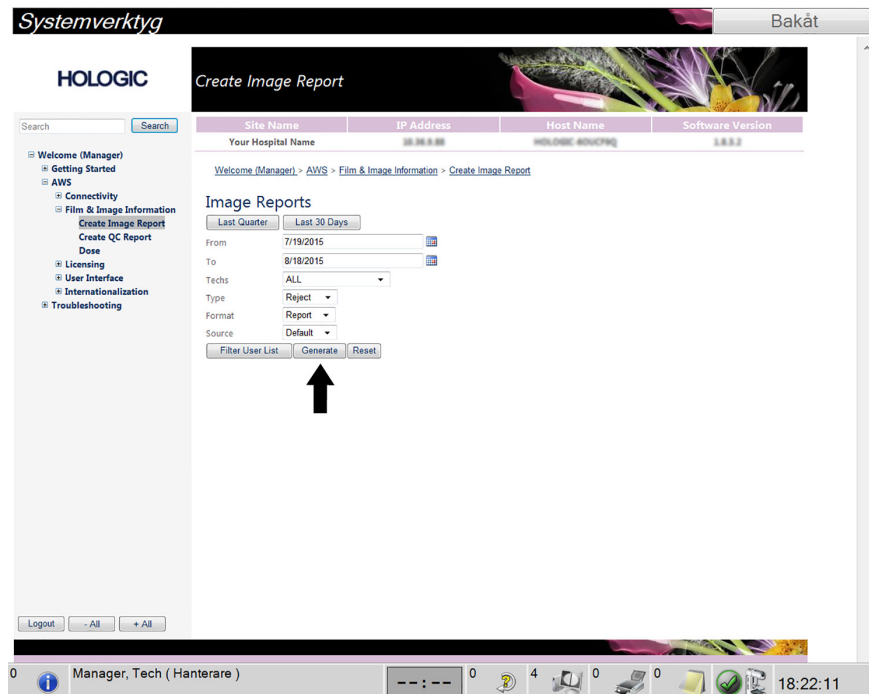 Systemverktyg
Bakåt
HOLOGIC
Create Image Report
Search Search
Site Name IP Address Host Name Software Version
Your Hospital Name
Welcome (Manager)
Getting Started
AWS
Connectivity
Film & Image Information
Create Image Report
Create QC Report
Dose
Licensing
User Interface
Internationalization
Troubleshooting
Welcome (Manager) > AWS > Film & Image Information > Create Image Report
Image Reports
Last Quarter Last 30 Days
From 7/19/2015
To 8/18/2015
Techs ALL
Type Reject
Format Report
Source Default
Filter User List Generate Reset
Logout - All + All
0 Manager, Tech ( Hanterare ) --:-- 0 4 0 0 18:22:11